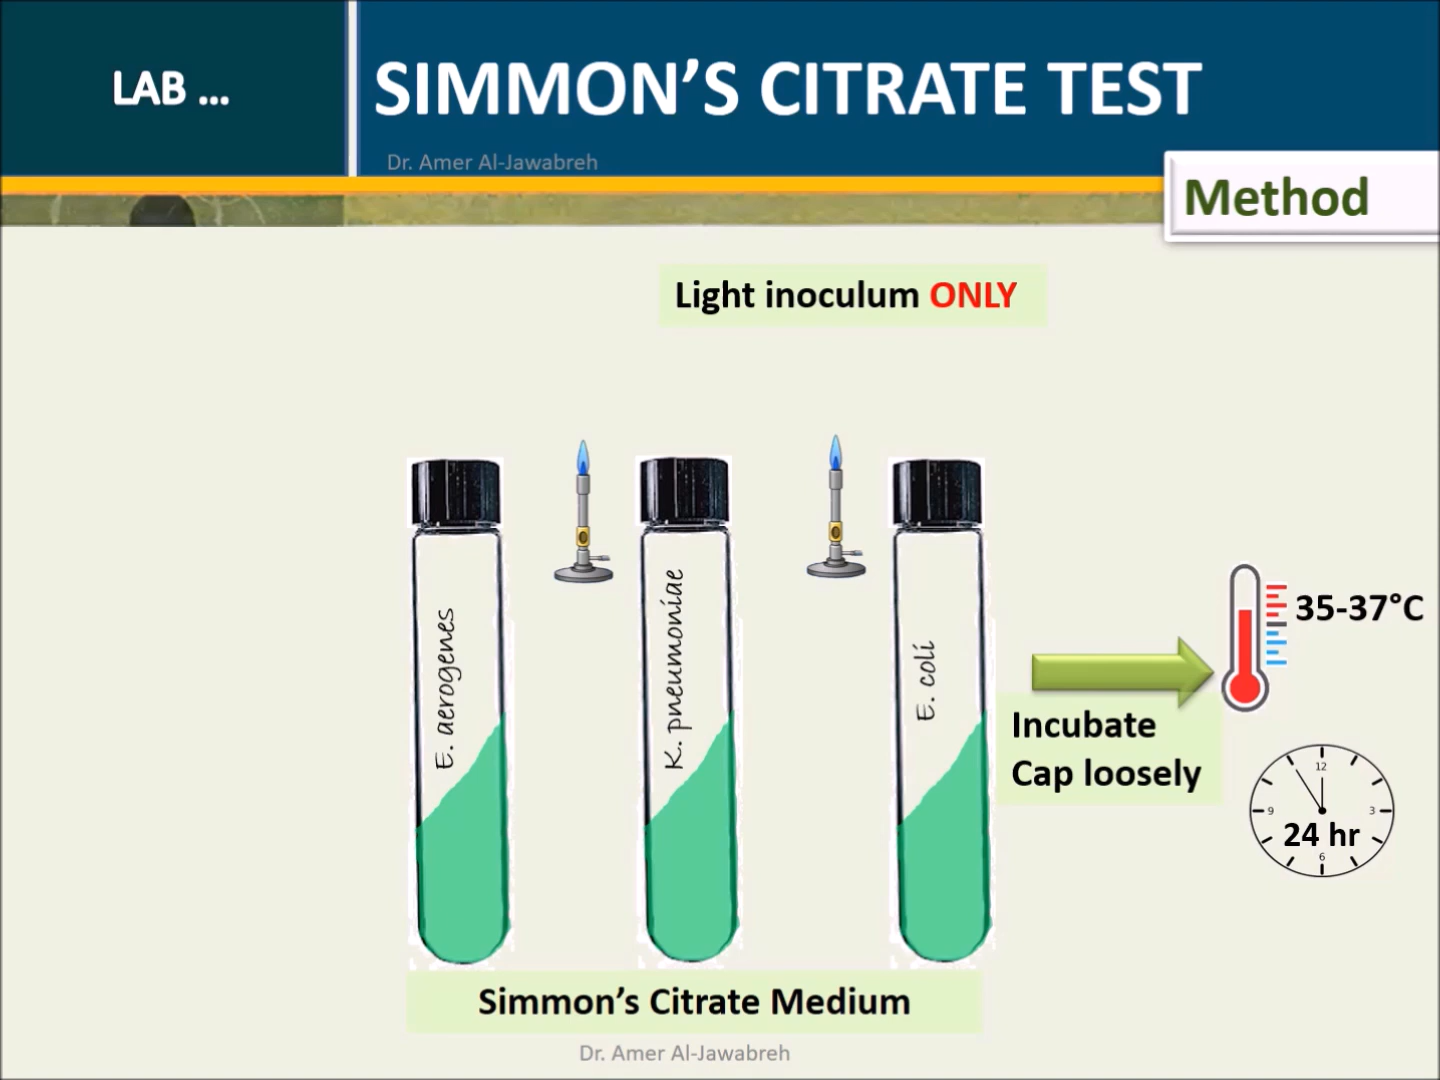 LAB ...
SIMMON’S CITRATE TEST
Dr. Amer Al-Jawabreh
Method
Light inoculum ONLY
E. aerogenes
K. pneumoniae
E. coli
35-37°C
Incubate
Cap loosely
12
9
3
24 hr
6
Simmon’s Citrate Medium
Dr. Amer Al-Jawabreh